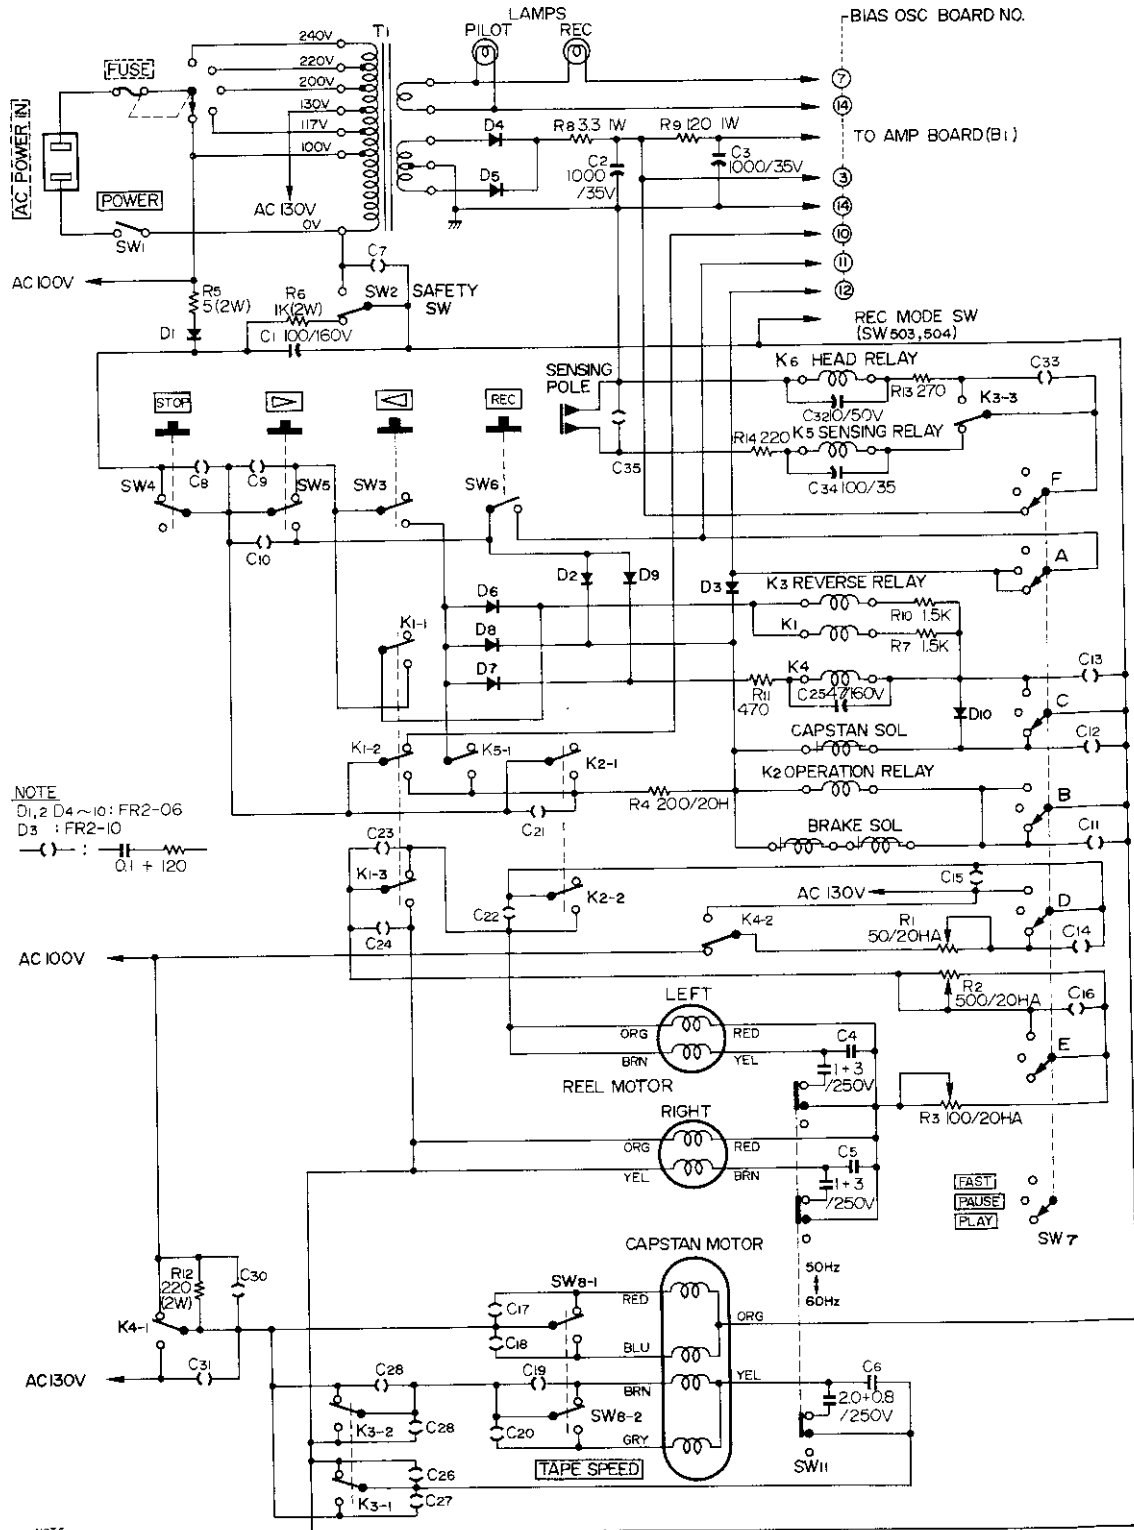 LAMPS
PILOT REC
BIAS OSC BOARD NO.
T1
240V
220V
200V
130V
117V
100V
0V
FUSE
AC POWER IN
POWER
SW1
AC 130V
7
14
D4
R8 3.3 1W
R9 120 1W
TO AMP BOARD (B1)
C2
1000
/35V
C3
1000/35V
D5
3
14
10
11
12
C7
AC 100V
R5
5 (2W)
R6
1K(2W)
SW2
SAFETY
SW
D1
C1 100/160V
REC MODE SW
(SW503,504)
K6 HEAD RELAY
C33
R13 270
C32 10/50V
K3-3
SENSING
POLE
R14 220
K5 SENSING RELAY
C34 100/35
C35
STOP
REC
SW4
C8
C9
SW5
SW3
SW6
C10
F
A
D2
D9
D3
D6
D8
D7
K1-1
K3 REVERSE RELAY
R10 1.5K
K1
R7 1.5K
K4
C25 47/160V
R11
470
C13
C
D10
C12
CAPSTAN SOL
K1-2
K5-1
K2-1
K2 OPERATION RELAY
R4 200/20H
B
C21
BRAKE SOL
C11
NOTE
D1,2 D4~10: FR2-06
D3 : FR2-10
: 0.1 + 120
C23
K1-3
C24
C22
K2-2
C15
AC 130V
K4-2
R1
50/20HA
D
C14
AC 100V
R2
500/20HA
C16
E
LEFT
ORG RED
BRN YEL
C4
1+3
/250V
REEL MOTOR
RIGHT
ORG RED
YEL BRN
C5
1+3
/250V
R3 100/20HA
FAST
PAUSE
PLAY
SW7
CAPSTAN MOTOR
50Hz
60Hz
R12
220
(2W)
C30
K4-1
C31
AC 130V
SW8-1
C17
C18
RED
BLU
ORG
C28
C19
BRN
YEL
C6
2.0+0.8
/250V
K3-2
C28
C20
SW8-2
GRY
TAPE SPEED
SW11
C26
K3-1
C27
NOTE